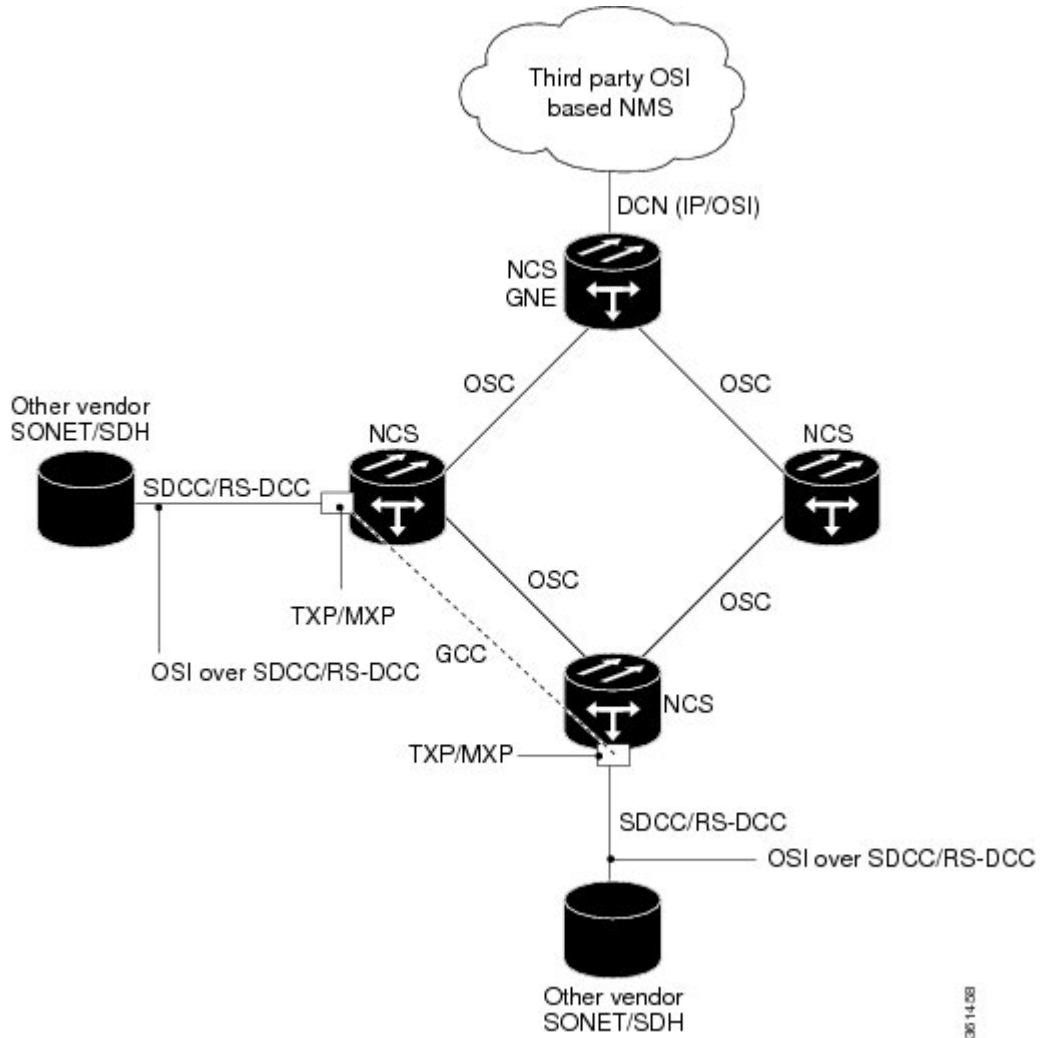 Third party OSI
based NMS
DCN (IP/OSI)
NCS
GNE
OSC
OSC
Other vendor
SONET/SDH
NCS
NCS
SDCC/RS-DCC
OSC
OSC
TXP/MXP
GCC
OSI over SDCC/RS-DCC
NCS
TXP/MXP
SDCC/RS-DCC
OSI over SDCC/RS-DCC
Other vendor
SONET/SDH
361458